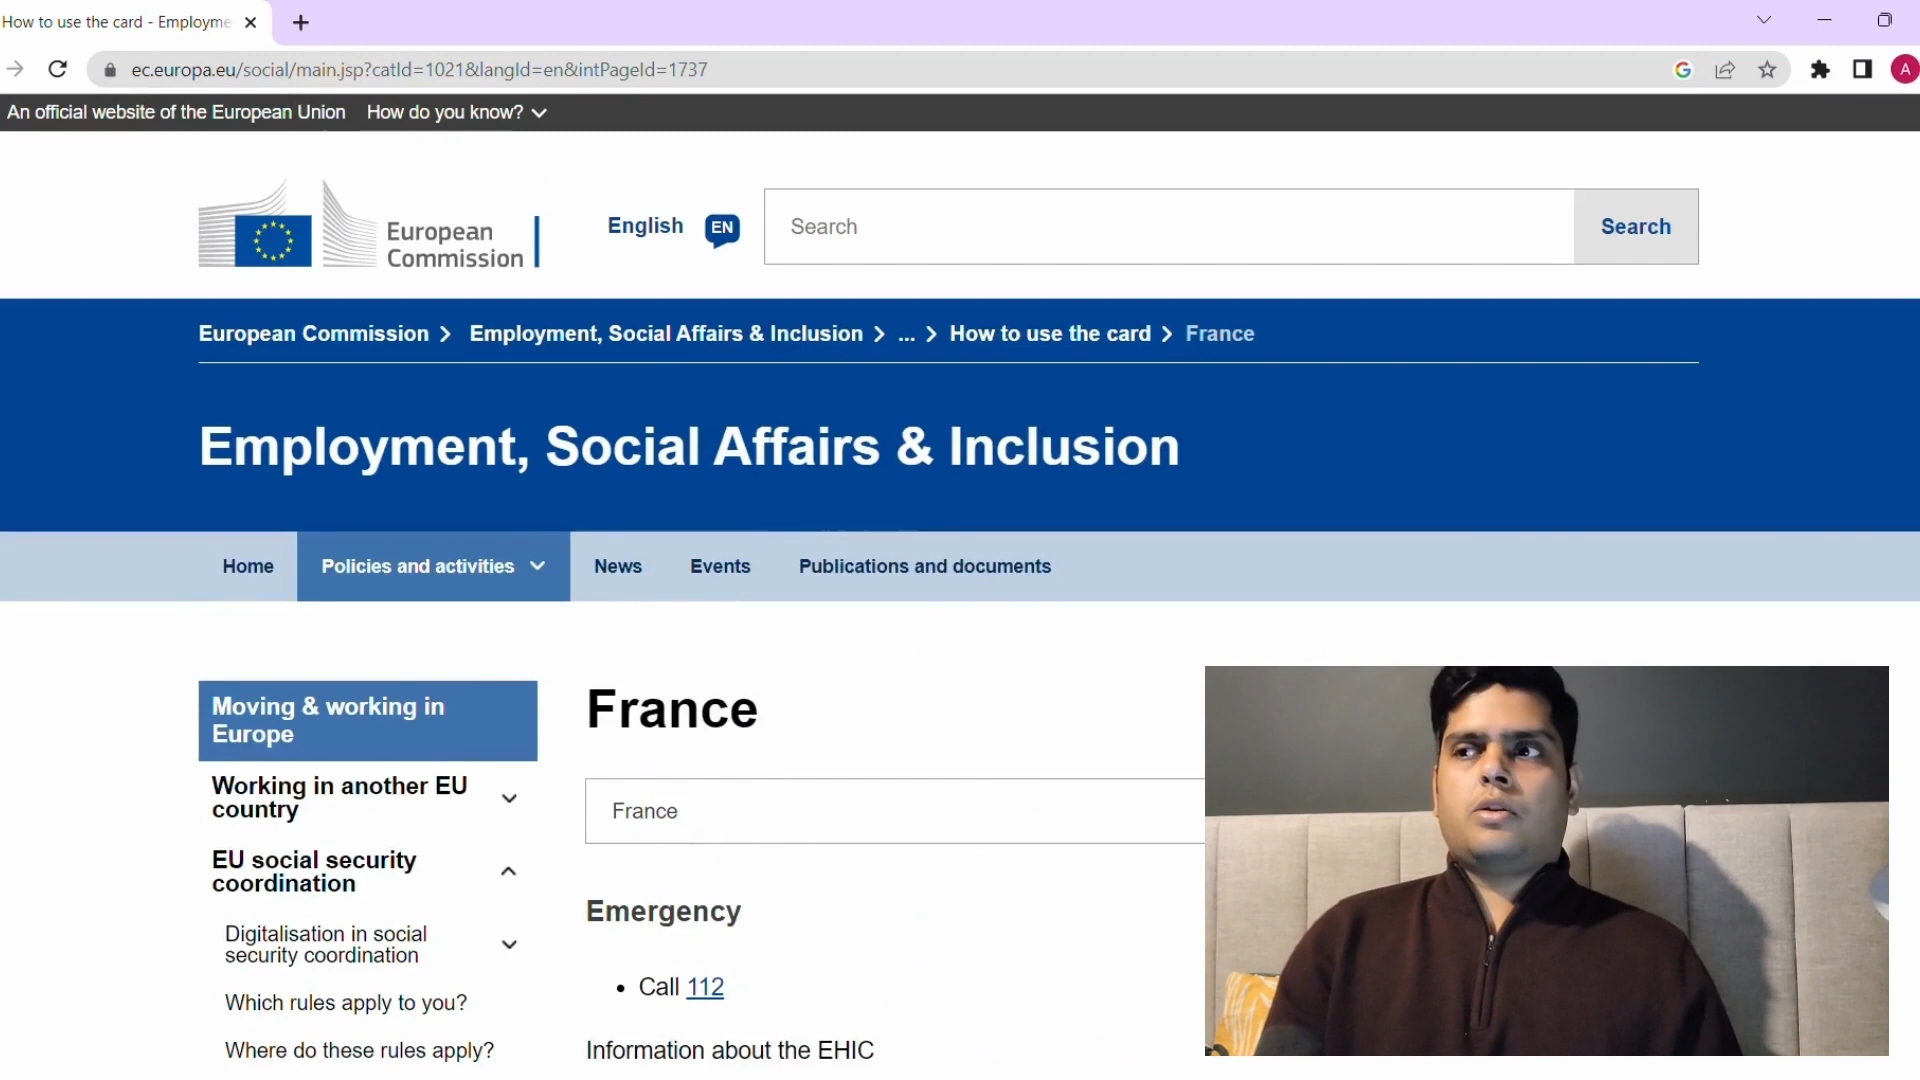 How to use the card - Employme
ec.europa.eu/social/main.jsp?catId=1021&langId=en&intPageId=1737
A
An official website of the European Union How do you know?
European
Commission
English EN
Search
Search
European Commission > Employment, Social Affairs & Inclusion > ... > How to use the card > France
Employment, Social Affairs & Inclusion
Home Policies and activities News Events Publications and documents
Moving & working in
Europe
Working in another EU
country
EU social security
coordination
Digitalisation in social
security coordination
Which rules apply to you?
Where do these rules apply?
France
France
Emergency
• Call 112
Information about the EHIC